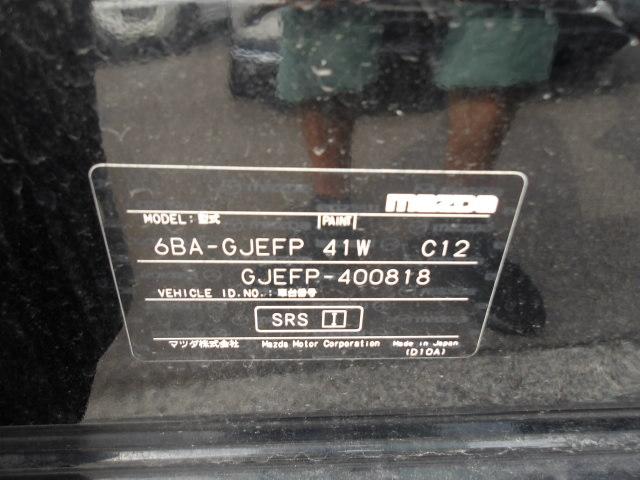 mazda
MODEL: 型式 PAINT
6BA-GJEFP 41W C12
GJEFP-400818
VEHICLE ID.NO.: 車台番号
SRS I
マツダ株式会社 Mazda Motor Corporation Made in Japan
(D10A)